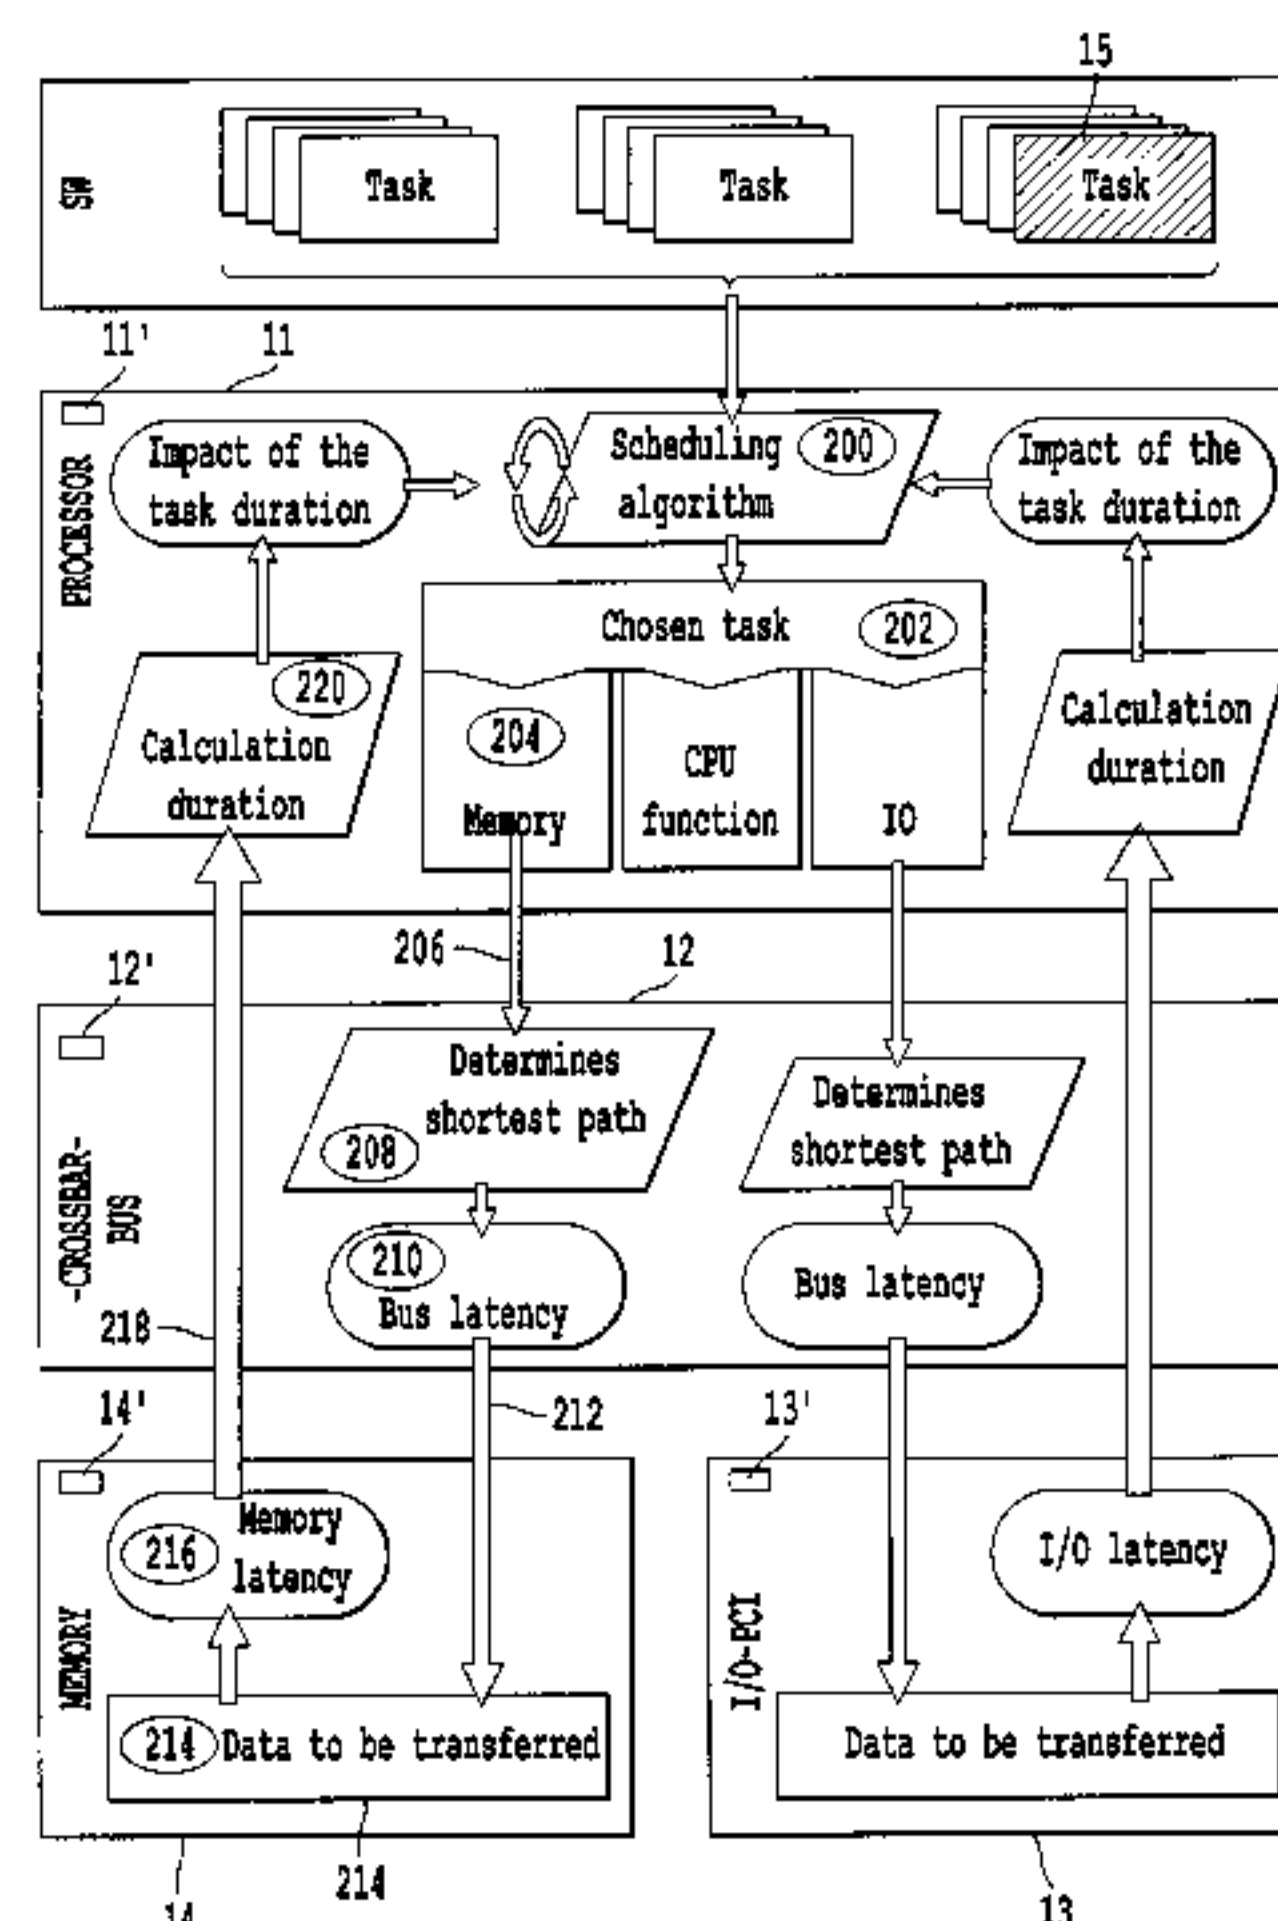 15
SW
Task
Task
Task
11'
11
PROCESSOR
Impact of the
task duration
Scheduling
algorithm
200
Impact of the
task duration
Chosen task
202
220
Calculation
duration
204
Memory
CPU
function
IO
Calculation
duration
206
12
12'
-CROSSBAR-
BUS
Determines
shortest path
208
Determines
shortest path
210
Bus latency
Bus latency
218
14'
212
13'
MEMORY
216
Memory
latency
I/O-PCI
I/O latency
214
Data to be transferred
Data to be transferred
214
14
13